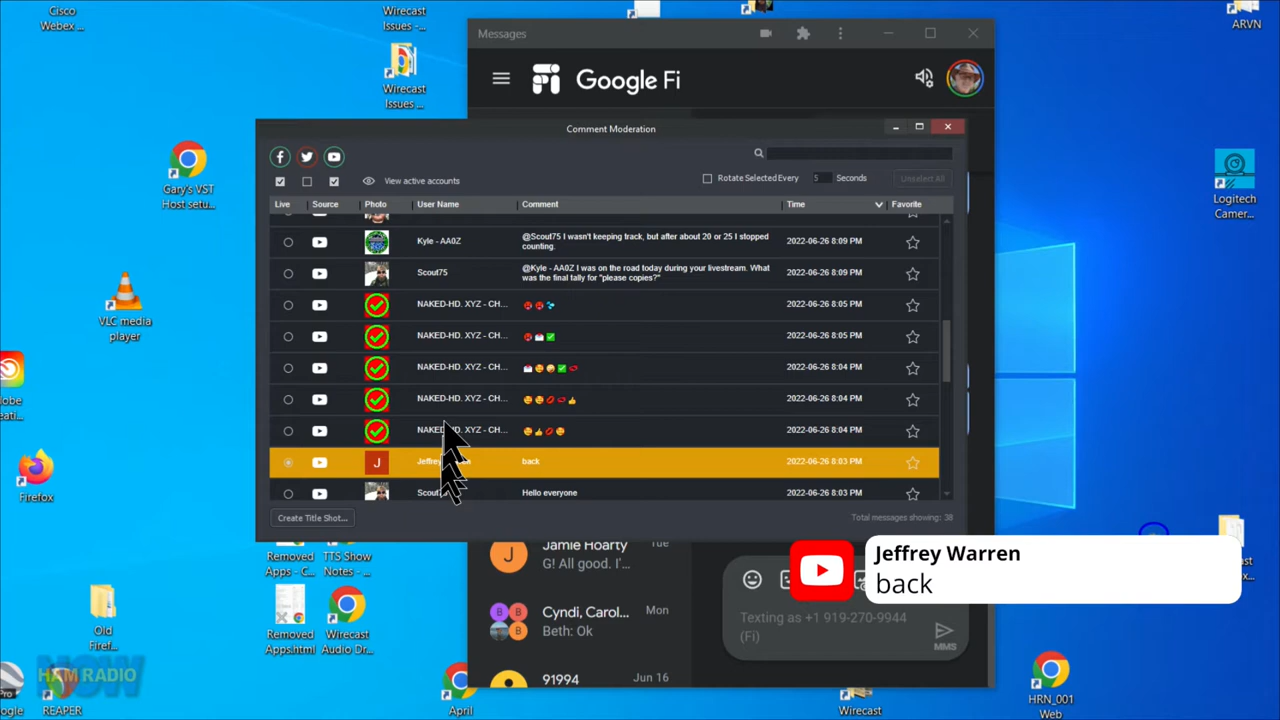 Cisco
Webex ...
Wirecast
Issues -...
ARVN
Messages
Google Fi
Wirecast
Issues ...
Comment Moderation
View active accounts
Rotate Selected Every 5 Seconds
Unselect All
Gary's VST
Host setu...
Logitech
Camer...
Live Source Photo User Name Comment Time Favorite
Kyle - AA0Z @Scout75 I wasn't keeping track, but after about 20 or 25 I stopped
counting. 2022-06-26 8:09 PM
Scout75 @Kyle - AA0Z I was on the road today during your livestream. What
was the final tally for "please copies?" 2022-06-26 8:09 PM
NAKED-HD. XYZ - CH... 2022-06-26 8:05 PM
VLC media
player
NAKED-HD. XYZ - CH... 2022-06-26 8:05 PM
NAKED-HD. XYZ - CH... 2022-06-26 8:04 PM
NAKED-HD. XYZ - CH... 2022-06-26 8:04 PM
NAKED-HD. XYZ - CH... 2022-06-26 8:04 PM
J back 2022-06-26 8:03 PM
Hello everyone 2022-06-26 8:03 PM
Firefox
Create Title Shot...
Total messages showing: 38
Jamie Hoarty Tue
J G! All good. I'...
Jeffrey Warren
back
Removed
Apps - C...
TTS Show
Notes - ...
Cyndi, Carol... Mon
B B Beth: Ok
Texting as +1 919-270-9944
(Fi)
MMS
Old
Firef...
Removed
Apps.html
Wirecast
Audio Dr...
91994 Jun 16
HAM RADIO
NOW
REAPER
April
Wirecast
HRN_001
Web